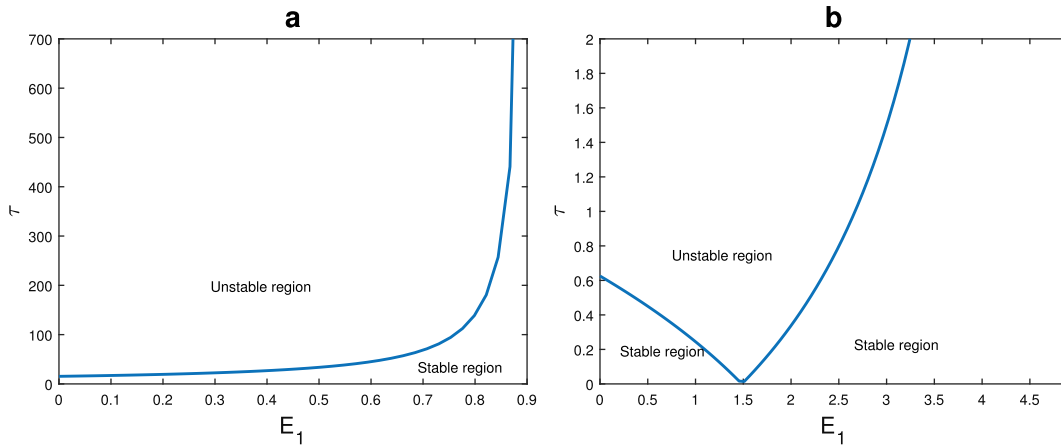 a
700
600
500
400
300
200
100
0
τ
Unstable region
Stable region
0 0.1 0.2 0.3 0.4 0.5 0.6 0.7 0.8 0.9
E_1
b
2
1.8
1.6
1.4
1.2
1
0.8
0.6
0.4
0.2
0
τ
Unstable region
Stable region
Stable region
0 0.5 1 1.5 2 2.5 3 3.5 4 4.5
E_1